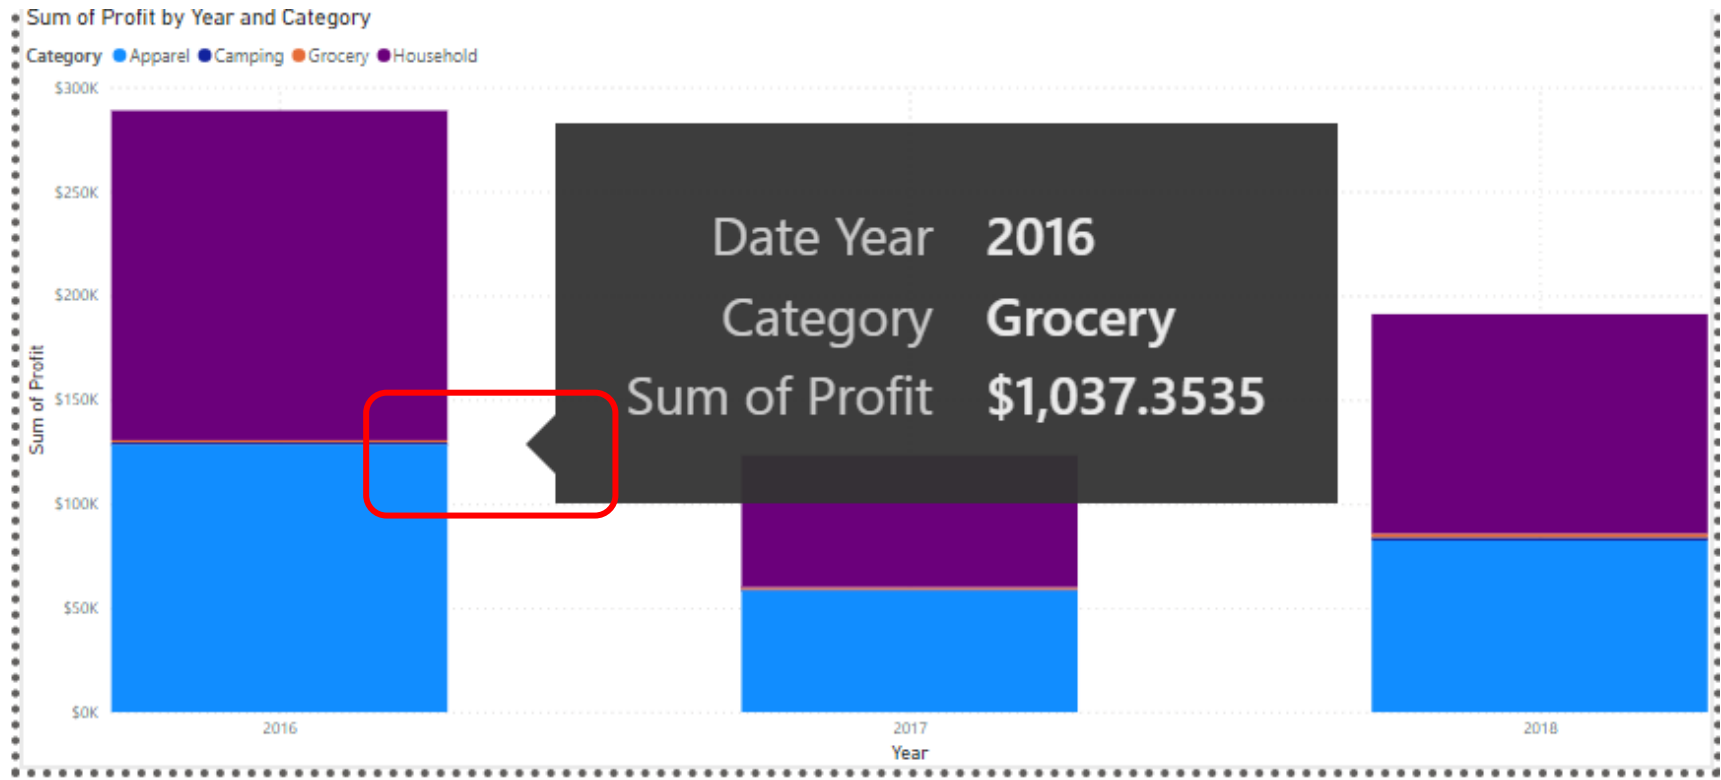 Sum of Profit by Year and Category
Category Apparel Camping Grocery Household
$300K
$250K
$200K
$150K
$100K
$50K
$0K
Sum of Profit
Date Year 2016
Category Grocery
Sum of Profit $1,037.3535
2016 2017 2018
Year